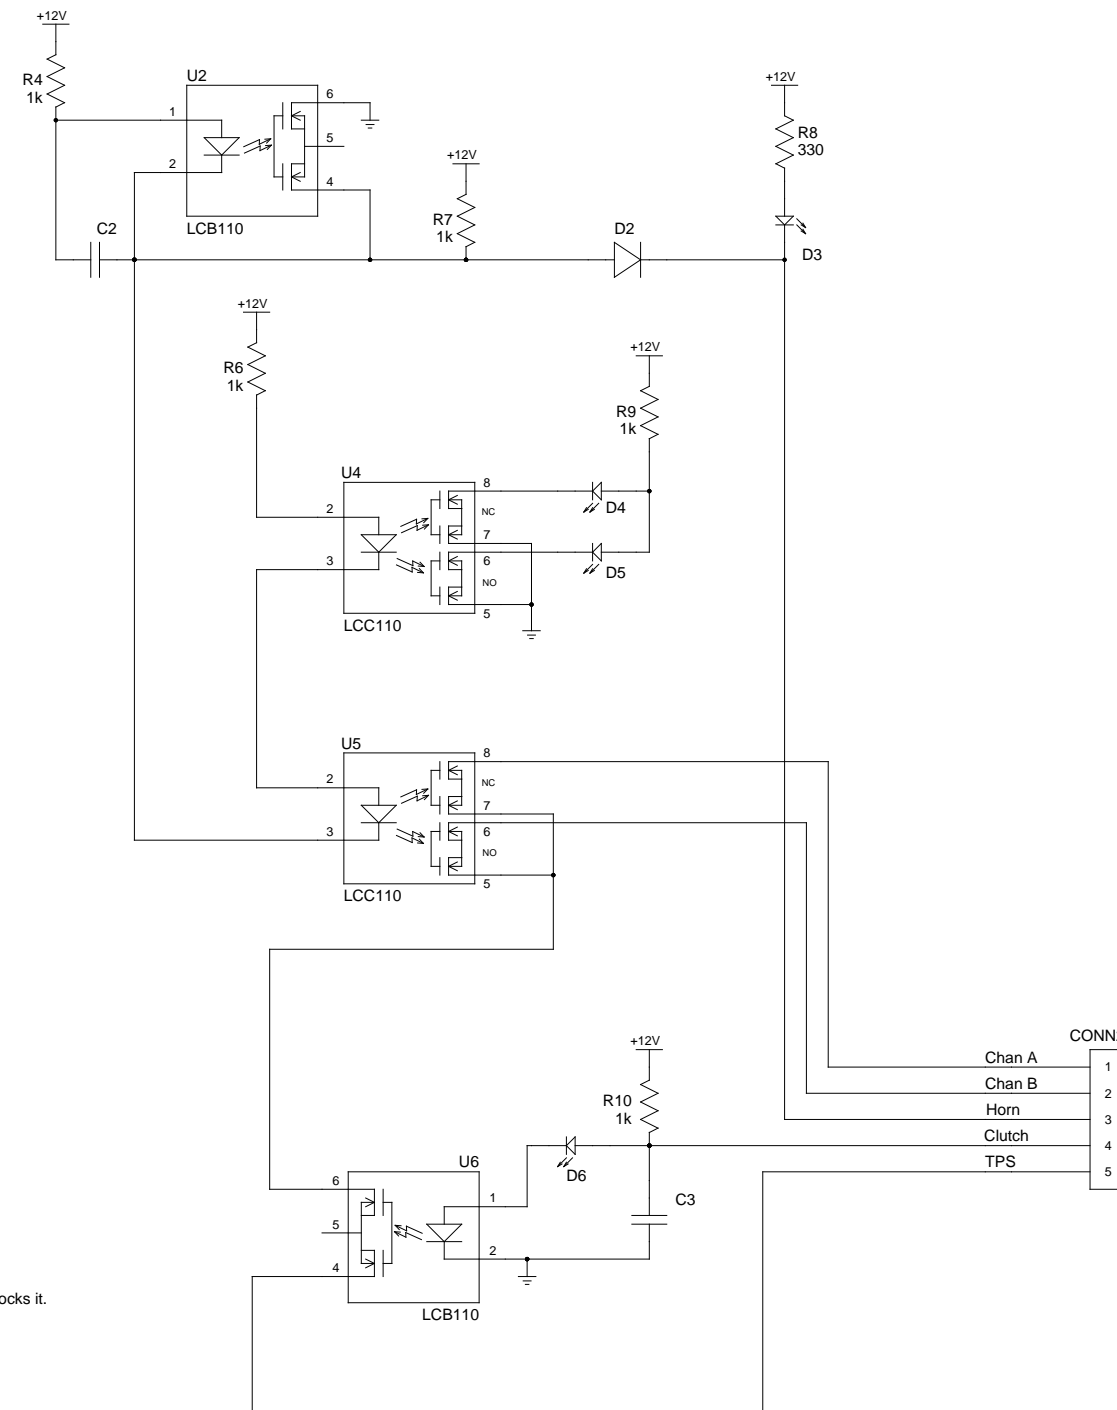 +12V
R4
1k
U2
1
2
6
5
4
LCB110
C2
+12V
R7
1k
D2
+12V
R8
330
D3
+12V
R6
1k
+12V
R9
1k
U4
2
3
8
NC
7
6
NO
5
LCC110
D4
D5
U5
2
3
8
NC
7
6
NO
5
LCC110
+12V
R10
1k
D6
C3
U6
6
5
4
1
2
LCB110
CONN
Chan A
1
Chan B
2
Horn
3
Clutch
4
TPS
5
ocks it.